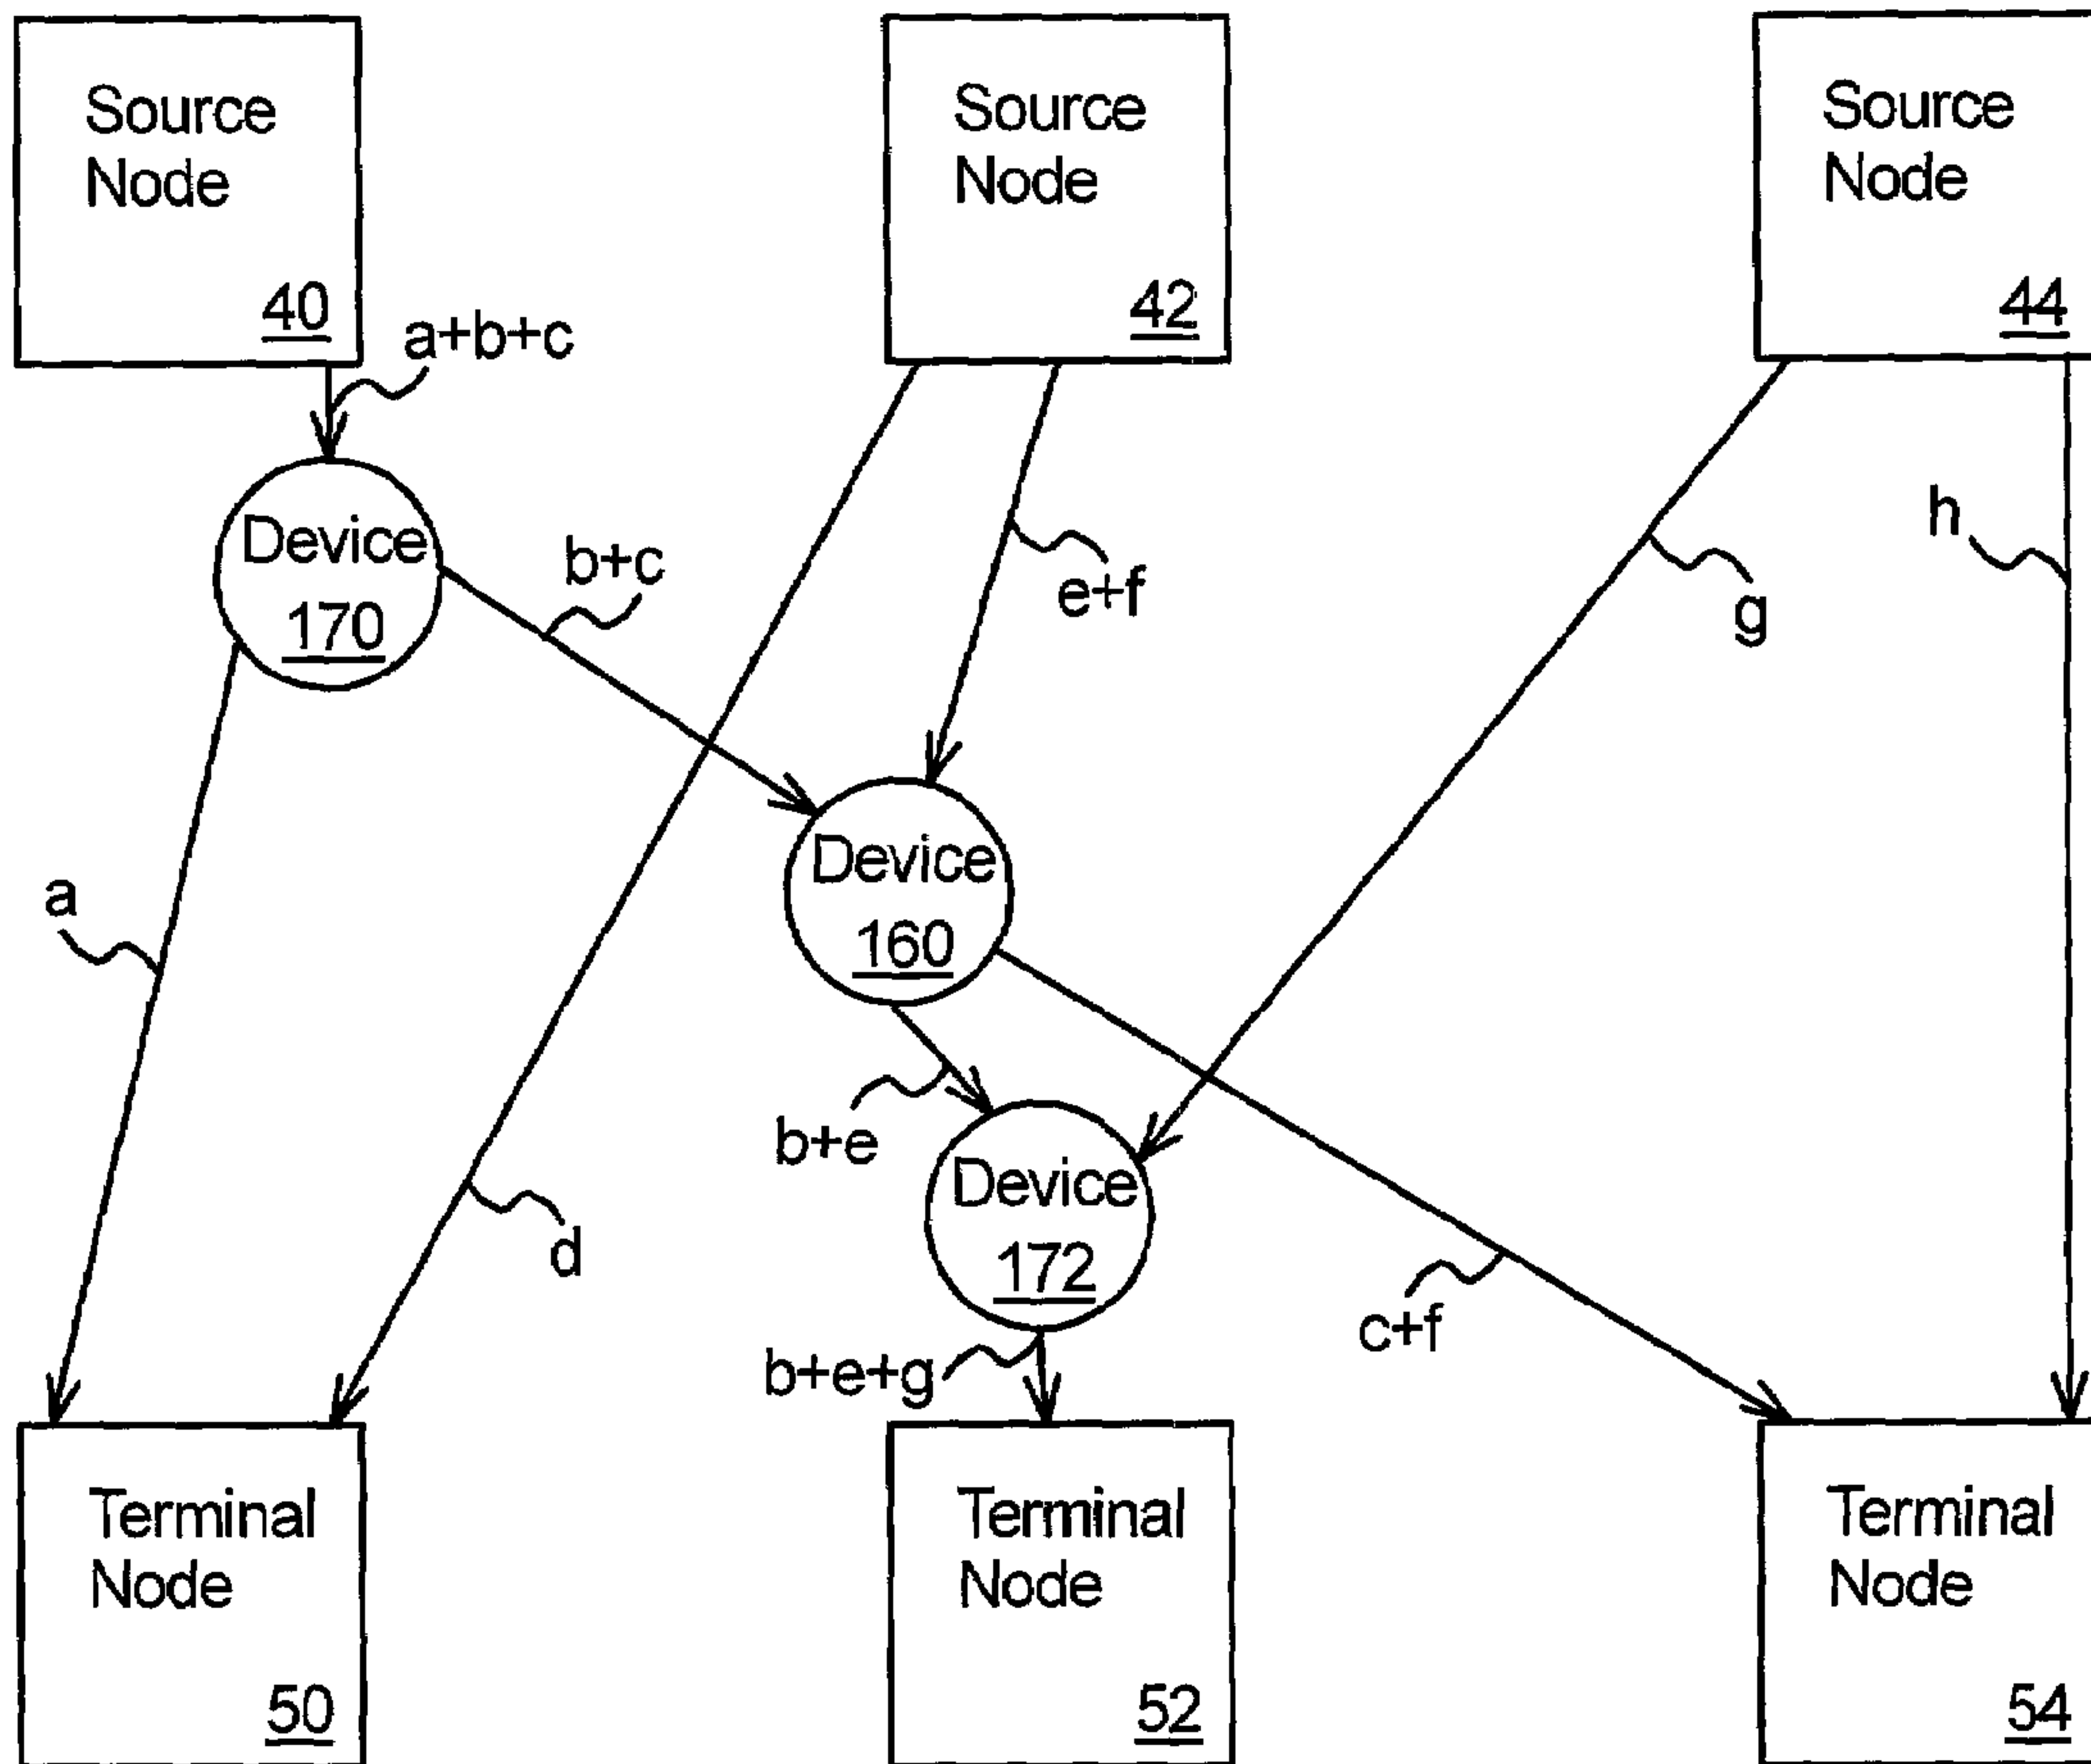 Source
Node
40
Source
Node
42
Source
Node
44
a+b+c
Device
170
b+c
e+f
g
h
a
Device
160
b+e
d
Device
172
c+f
b+e+g
Terminal
Node
50
Terminal
Node
52
Terminal
Node
54